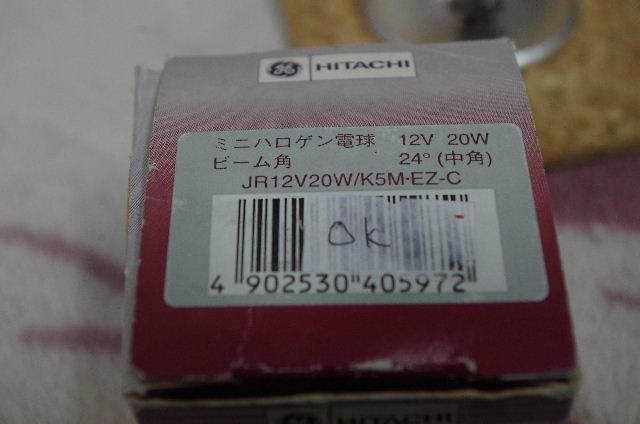 HITACHI
ミニハロゲン電球 12V 20W
ビーム角 24° (中角)
JR12V20W/K5M·EZ-C
OK
4 902530 405972
HITACHI